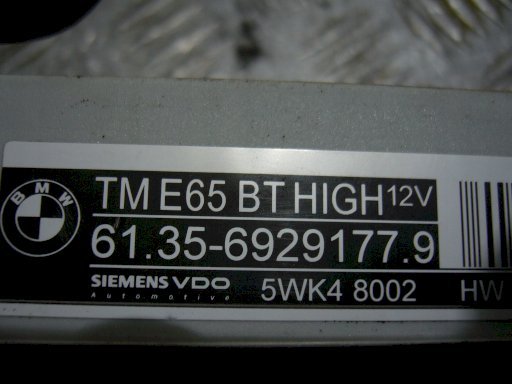 BMW
TM E65 BT HIGH 12V
61.35-6929177.9
SIEMENS VDO
Automotive
5WK4 8002
HW